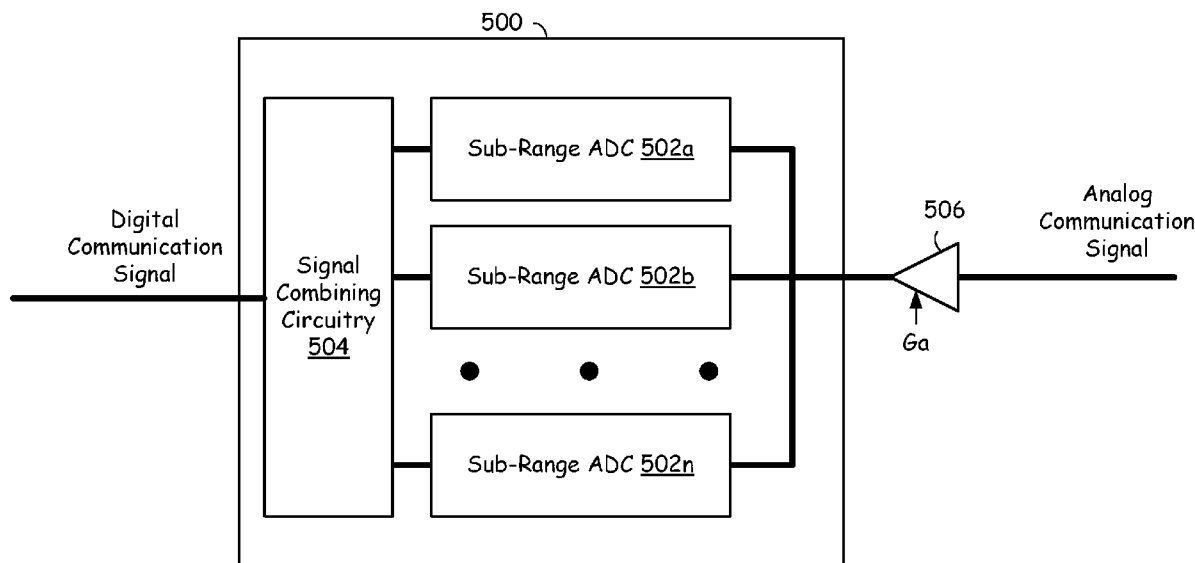 500
Sub-Range ADC 502a
Sub-Range ADC 502b
Sub-Range ADC 502n
Signal
Combining
Circuitry
504
Digital
Communication
Signal
506
Ga
Analog
Communication
Signal